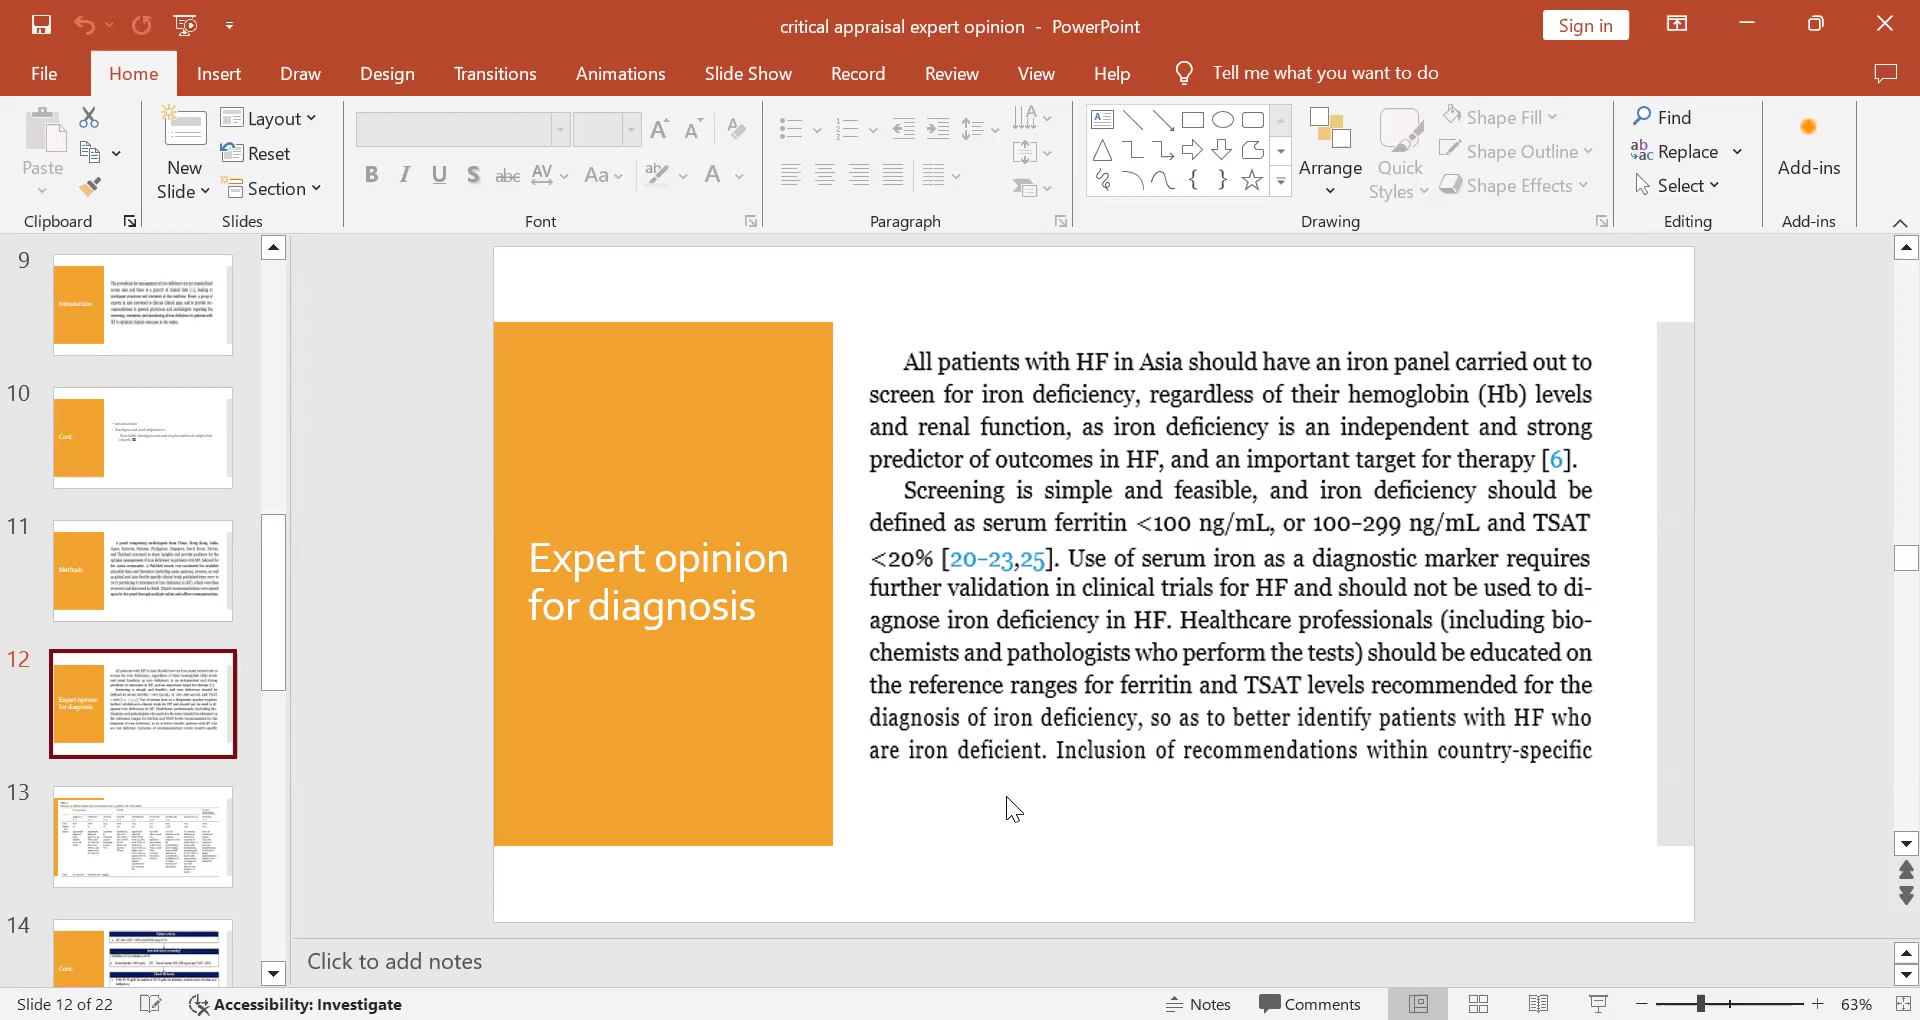 critical appraisal expert opinion - PowerPoint
Sign in
File Home Insert Draw Design Transitions Animations Slide Show Record Review View Help Tell me what you want to do
Paste
New Slide
Layout
Reset
Section
Arrange
Quick Styles
Shape Fill
Shape Outline
Shape Effects
Find
Replace
Select
Add-ins
Clipboard Slides Font Paragraph Drawing Editing Add-ins
9
Introduction
10
Cont.
11
Methods
12
Expert opinion
for diagnosis
13
14
Cont.
Expert opinion
for diagnosis
All patients with HF in Asia should have an iron panel carried out to
screen for iron deficiency, regardless of their hemoglobin (Hb) levels
and renal function, as iron deficiency is an independent and strong
predictor of outcomes in HF, and an important target for therapy [6].
Screening is simple and feasible, and iron deficiency should be
defined as serum ferritin <100 ng/mL, or 100–299 ng/mL and TSAT
<20% [20–23,25]. Use of serum iron as a diagnostic marker requires
further validation in clinical trials for HF and should not be used to di-
agnose iron deficiency in HF. Healthcare professionals (including bio-
chemists and pathologists who perform the tests) should be educated on
the reference ranges for ferritin and TSAT levels recommended for the
diagnosis of iron deficiency, so as to better identify patients with HF who
are iron deficient. Inclusion of recommendations within country-specific
Click to add notes
Slide 12 of 22 Accessibility: Investigate Notes Comments 63%